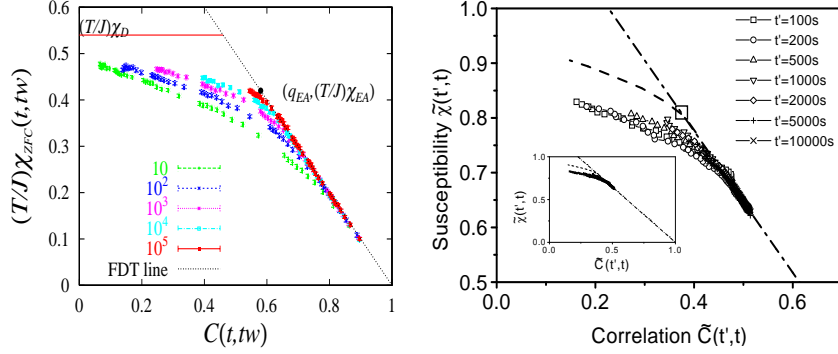 (T/J)χ_D
(q_EA,(T/J)χ_EA)
(T/J)χ_ZFC(t,tw)
0.6
0.5
0.4
0.3
0.2
0.1
0
10
10^2
10^3
10^4
10^5
FDT line
0 0.2 0.4 0.6 0.8 1
C(t,tw)
Susceptibility χ̃(t',t)
1.0
0.9
0.8
0.7
0.6
0.5
t'=100s
t'=200s
t'=500s
t'=1000s
t'=2000s
t'=5000s
t'=10000s
χ̃(t',t)
1.0
0.8
0.5
0.3
0.0
0.0 0.5 1.0
C̃(t',t)
0.0 0.2 0.4 0.6
Correlation C̃(t',t)